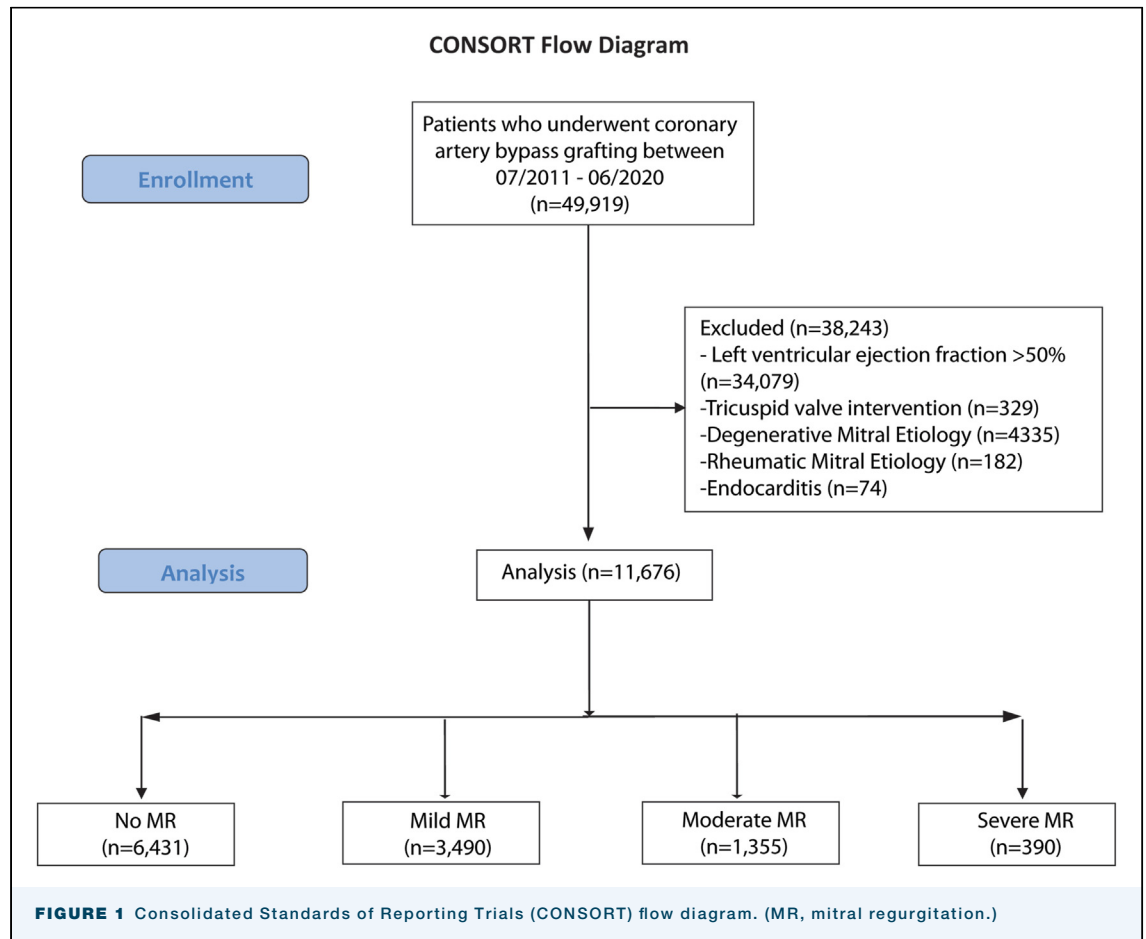 CONSORT Flow Diagram
Enrollment
Patients who underwent coronary
artery bypass grafting between
07/2011 - 06/2020
(n=49,919)
Excluded (n=38,243)
- Left ventricular ejection fraction >50%
(n=34,079)
-Tricuspid valve intervention (n=329)
-Degenerative Mitral Etiology (n=4335)
-Rheumatic Mitral Etiology (n=182)
-Endocarditis (n=74)
Analysis
Analysis (n=11,676)
No MR
(n=6,431)
Mild MR
(n=3,490)
Moderate MR
(n=1,355)
Severe MR
(n=390)
FIGURE 1 Consolidated Standards of Reporting Trials (CONSORT) flow diagram. (MR, mitral regurgitation.)